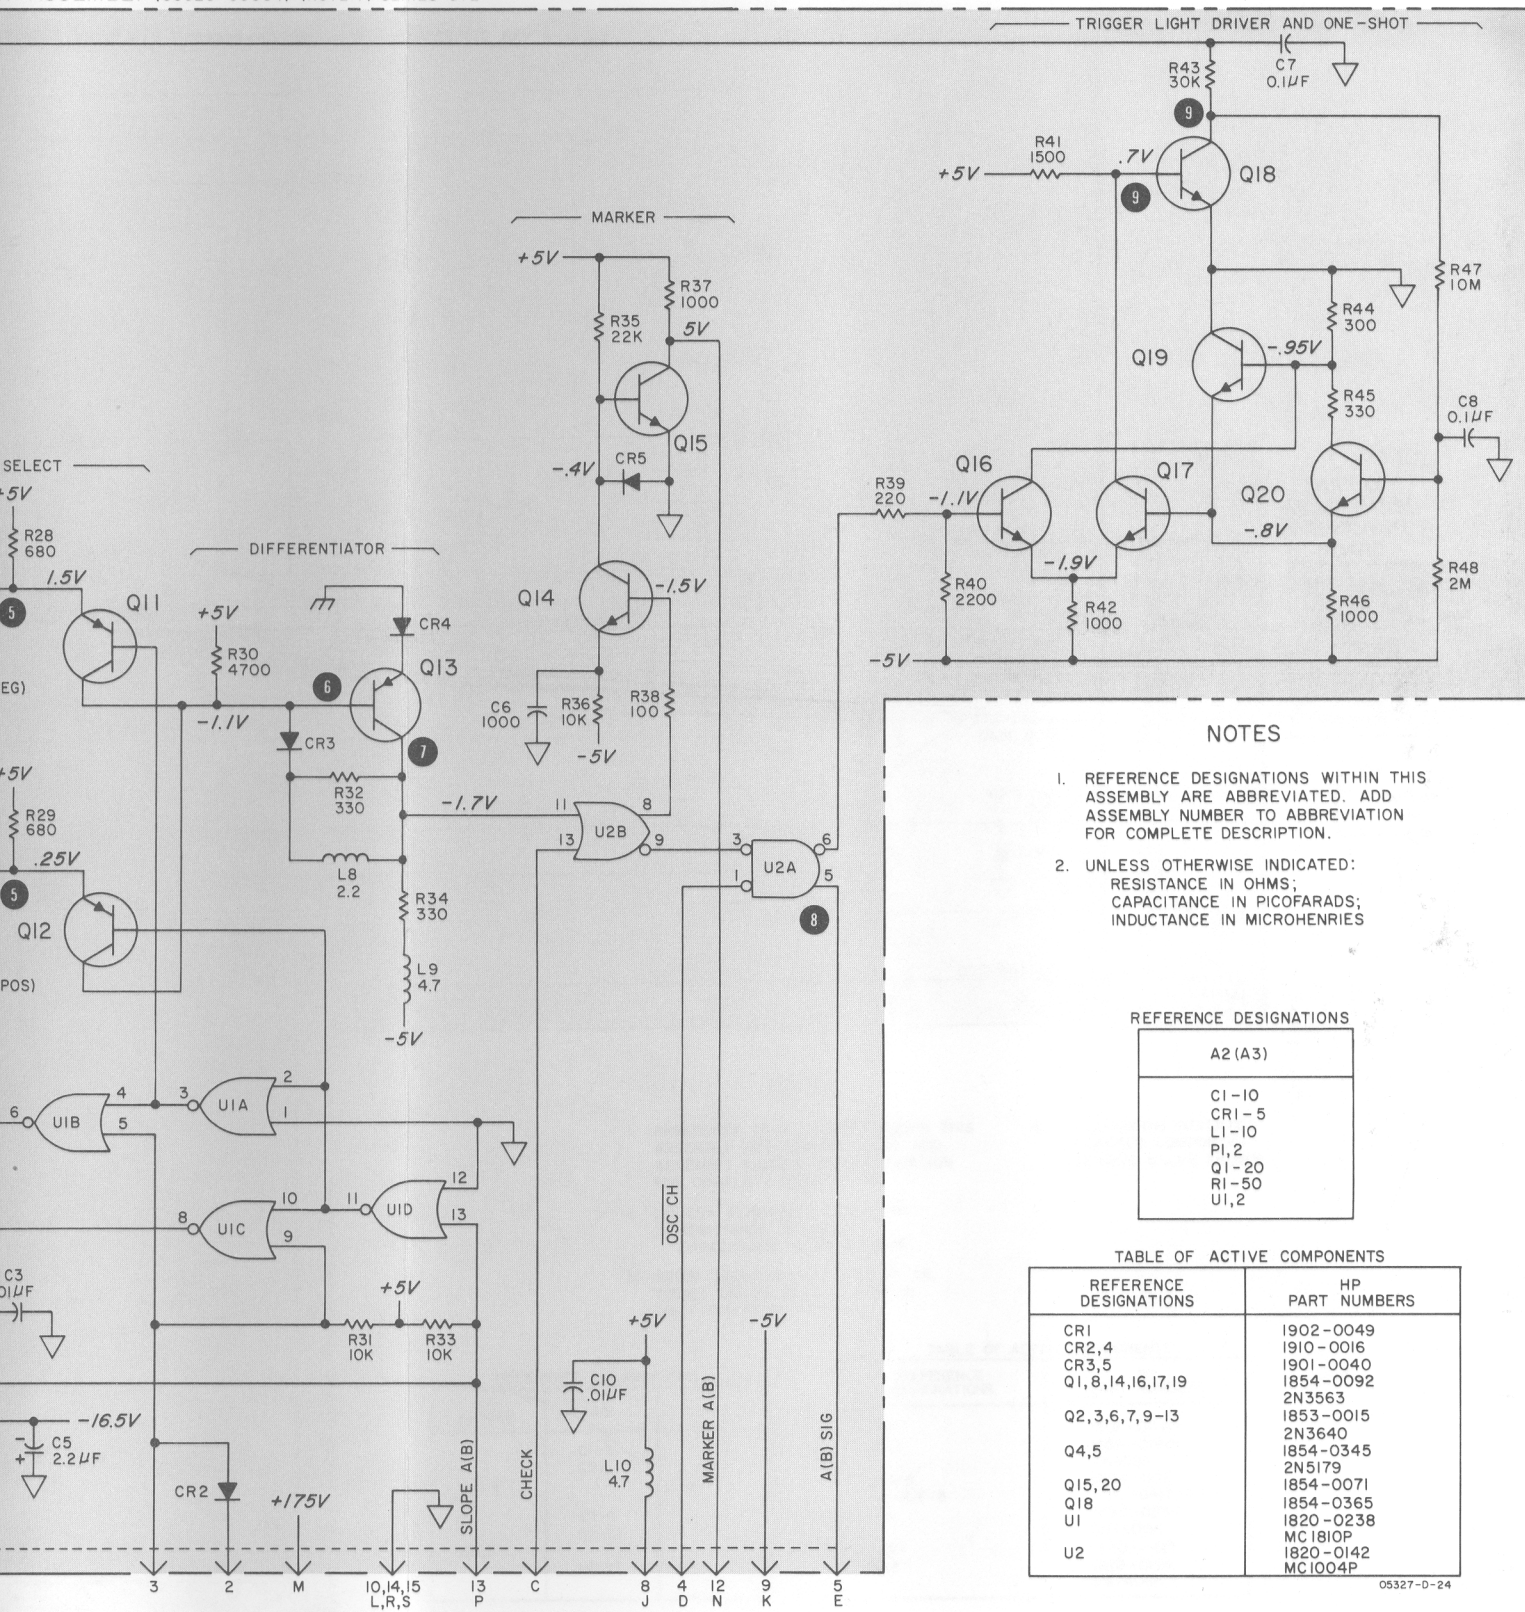 TRIGGER LIGHT DRIVER AND ONE-SHOT
R43
30K
C7
0.1µF
9
R41
1500
+5V
.7V
9
Q18
MARKER
+5V
R37
1000
R35
22K
5V
R47
10M
R44
300
Q19
-.95V
R45
330
C8
0.1µF
Q15
SELECT
-.4V
CR5
Q16
Q17
+5V
R39
220
-1.1V
Q20
R28
680
-.8V
DIFFERENTIATOR
-1.9V
1.5V
-1.5V
R40
2200
R42
1000
R46
1000
R48
2M
5
Q11
+5V
Q14
CR4
R30
4700
Q13
-5V
EG)
6
C6
1000
R36
10K
R38
100
-1.1V
CR3
7
-5V
NOTES
+5V
R32
330
-1.7V
11
8
1. REFERENCE DESIGNATIONS WITHIN THIS
ASSEMBLY ARE ABBREVIATED. ADD
ASSEMBLY NUMBER TO ABBREVIATION
FOR COMPLETE DESCRIPTION.
R29
680
U2B
13
9
3
6
.25V
L8
2.2
U2A
1
5
2. UNLESS OTHERWISE INDICATED:
RESISTANCE IN OHMS;
CAPACITANCE IN PICOFARADS;
INDUCTANCE IN MICROHENRIES
5
R34
330
8
Q12
L9
4.7
POS)
-5V
REFERENCE DESIGNATIONS
A2(A3)
C1-10
CR1-5
L1-10
P1,2
Q1-20
R1-50
U1,2
2
4
3
U1A
1
6
U1B
5
12
10
11
U1D
13
8
U1C
9
OSC CH
C3
+5V
R31
10K
R33
10K
+5V
-5V
TABLE OF ACTIVE COMPONENTS
REFERENCE
DESIGNATIONS
HP
PART NUMBERS
CR1 1902-0049
CR2,4 1910-0016
CR3,5 1901-0040
Q1,8,14,16,17,19 1854-0092
2N3563
Q2,3,6,7,9-13 1853-0015
2N3640
Q4,5 1854-0345
2N5179
Q15,20 1854-0071
Q18 1854-0365
U1 1820-0238
MC1810P
U2 1820-0142
MC1004P
C10
.01µF
-16.5V
C5
2.2µF
L10
4.7
CR2
+175V
SLOPE A(B)
CHECK
MARKER A(B)
A(B) SIG
3 2 M 10,14,15 13 C 8 4 12 9 5
L,R,S P J D N K E
05327-D-24